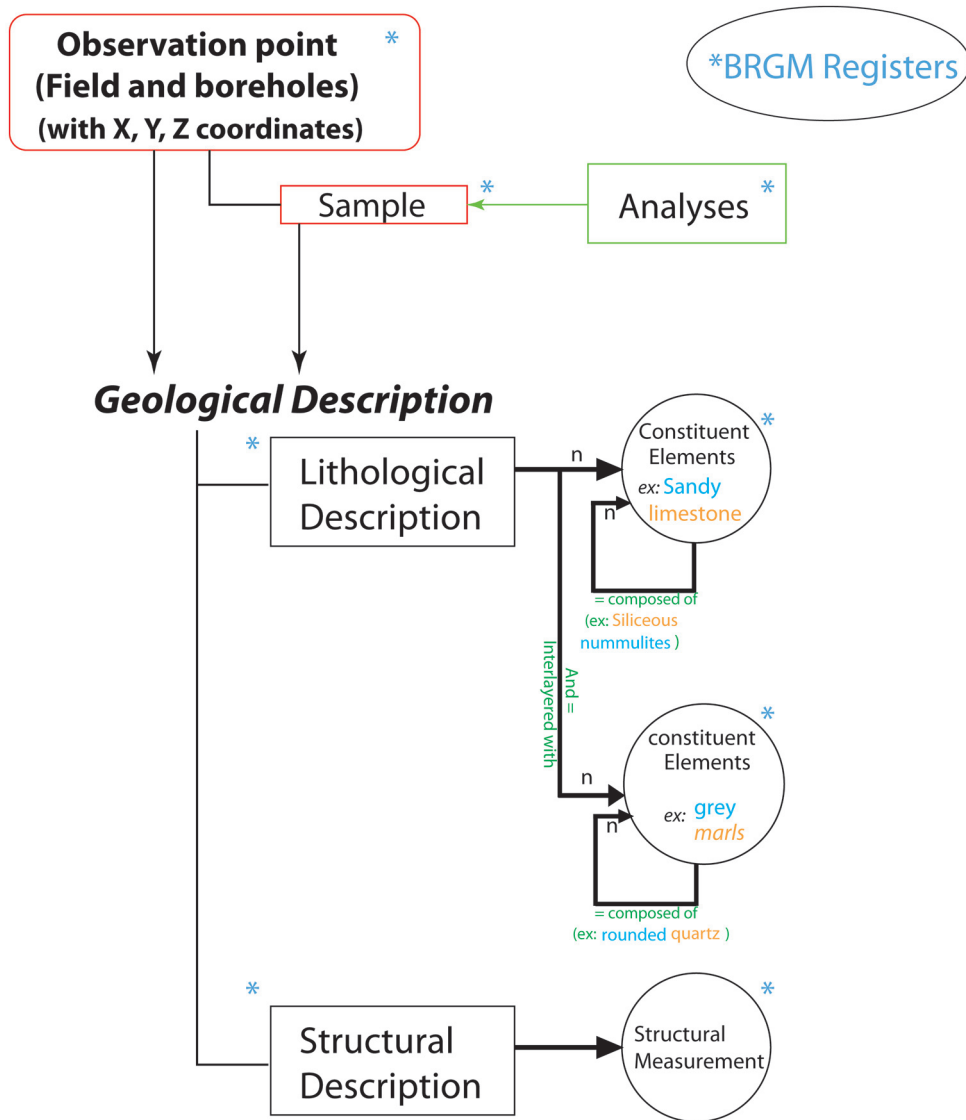 Observation point *
(Field and boreholes)
(with X, Y, Z coordinates)
*BRGM Registers
Sample *
Analyses *
Geological Description
*
Lithological
Description
n
Constituent *
Elements
ex: Sandy
limestone
n
= composed of
(ex: Siliceous
nummulites )
And =
Interlayered with
n
constituent *
Elements
ex: grey
marls
n
= composed of
(ex: rounded quartz )
*
Structural
Description
*
Structural
Measurement